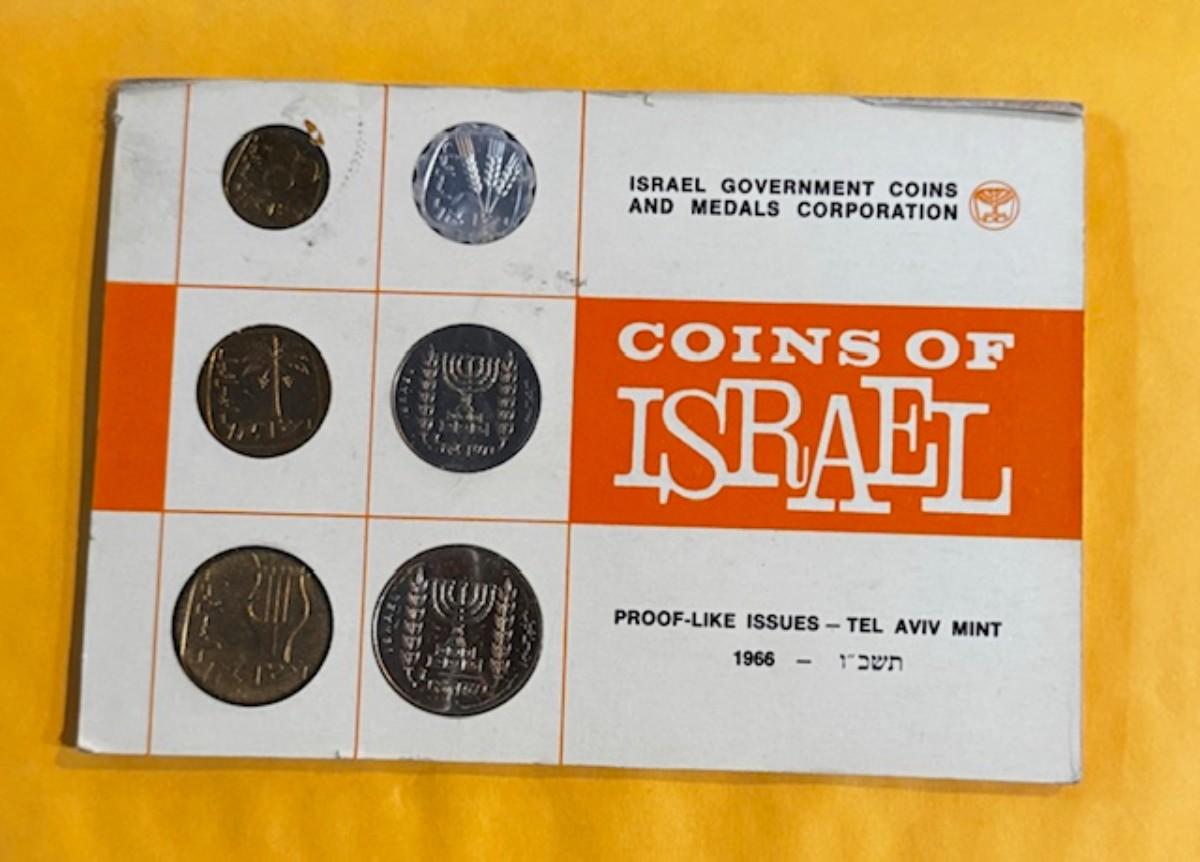 ISRAEL GOVERNMENT COINS
AND MEDALS CORPORATION
COINS OF
ISRAEL
PROOF-LIKE ISSUES – TEL AVIV MINT
1966 – תשכ״ו